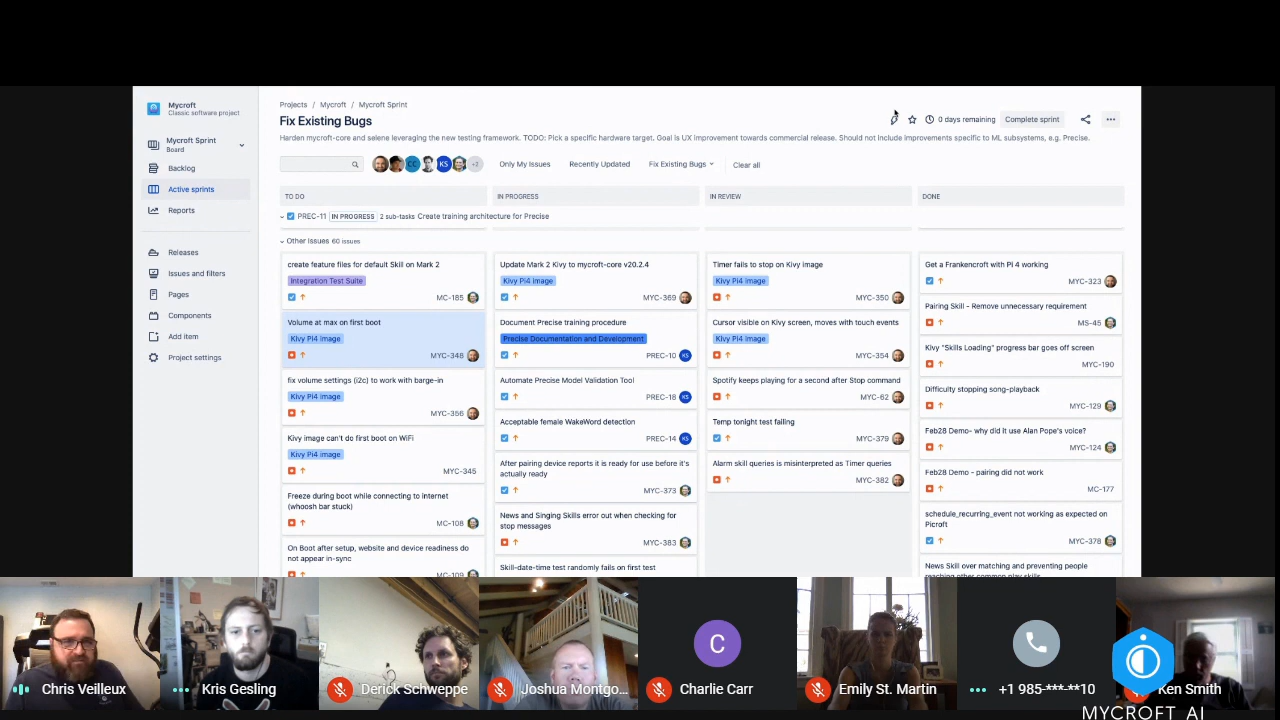 Mycroft
Classic software project
Mycroft Sprint
Board
Backlog
Active sprints
Reports
Releases
Issues and filters
Pages
Components
Add item
Project settings
Projects / Mycroft / Mycroft Sprint
Fix Existing Bugs
0 days remaining
Complete sprint
Harden mycroft-core and selene leveraging the new testing framework. TODO: Pick a specific hardware target. Goal is UX improvement towards commercial release. Should not include improvements specific to ML subsystems, e.g. Precise.
CC
KS
+2
Only My Issues
Recently Updated
Fix Existing Bugs
Clear all
TO DO
IN PROGRESS
IN REVIEW
DONE
PREC-11 IN PROGRESS 2 sub-tasks Create training architecture for Precise
Other Issues 60 issues
create feature files for default Skill on Mark 2
Integration Test Suite
MC-185
Volume at max on first boot
Kivy Pi4 image
MYC-348
fix volume settings (i2c) to work with barge-in
Kivy Pi4 image
MYC-356
Kivy image can't do first boot on WiFi
Kivy Pi4 image
MYC-345
Freeze during boot while connecting to internet
(whoosh bar stuck)
MC-108
On Boot after setup, website and device readiness do
not appear in-sync
MC-109
Update Mark 2 Kivy to mycroft-core v20.2.4
Kivy Pi4 image
MYC-369
Document Precise training procedure
Precise Documentation and Development
PREC-10
KS
Automate Precise Model Validation Tool
PREC-18
KS
Acceptable female WakeWord detection
PREC-14
KS
After pairing device reports it is ready for use before it's
actually ready
MYC-373
News and Singing Skills error out when checking for
stop messages
MYC-383
Skill-date-time test randomly fails on first test
Timer fails to stop on Kivy image
Kivy Pi4 image
MYC-350
Cursor visible on Kivy screen, moves with touch events
Kivy Pi4 image
MYC-354
Spotify keeps playing for a second after Stop command
MYC-62
Temp tonight test failing
MYC-379
Alarm skill queries is misinterpreted as Timer queries
MYC-382
Get a Frankencroft with Pi 4 working
MYC-323
Pairing Skill - Remove unnecessary requirement
MS-45
Kivy "Skills Loading" progress bar goes off screen
MYC-190
Difficulty stopping song-playback
MYC-129
Feb28 Demo- why did it use Alan Pope's voice?
MYC-124
Feb28 Demo - pairing did not work
MC-177
schedule_recurring_event not working as expected on
Picroft
MYC-378
News Skill over matching and preventing people
reaching other common play skills
C
Chris Veilleux
Kris Gesling
Derick Schweppe
Joshua Montgo...
Charlie Carr
Emily St. Martin
+1 985-***-**10
Ken Smith
MYCROFT AI